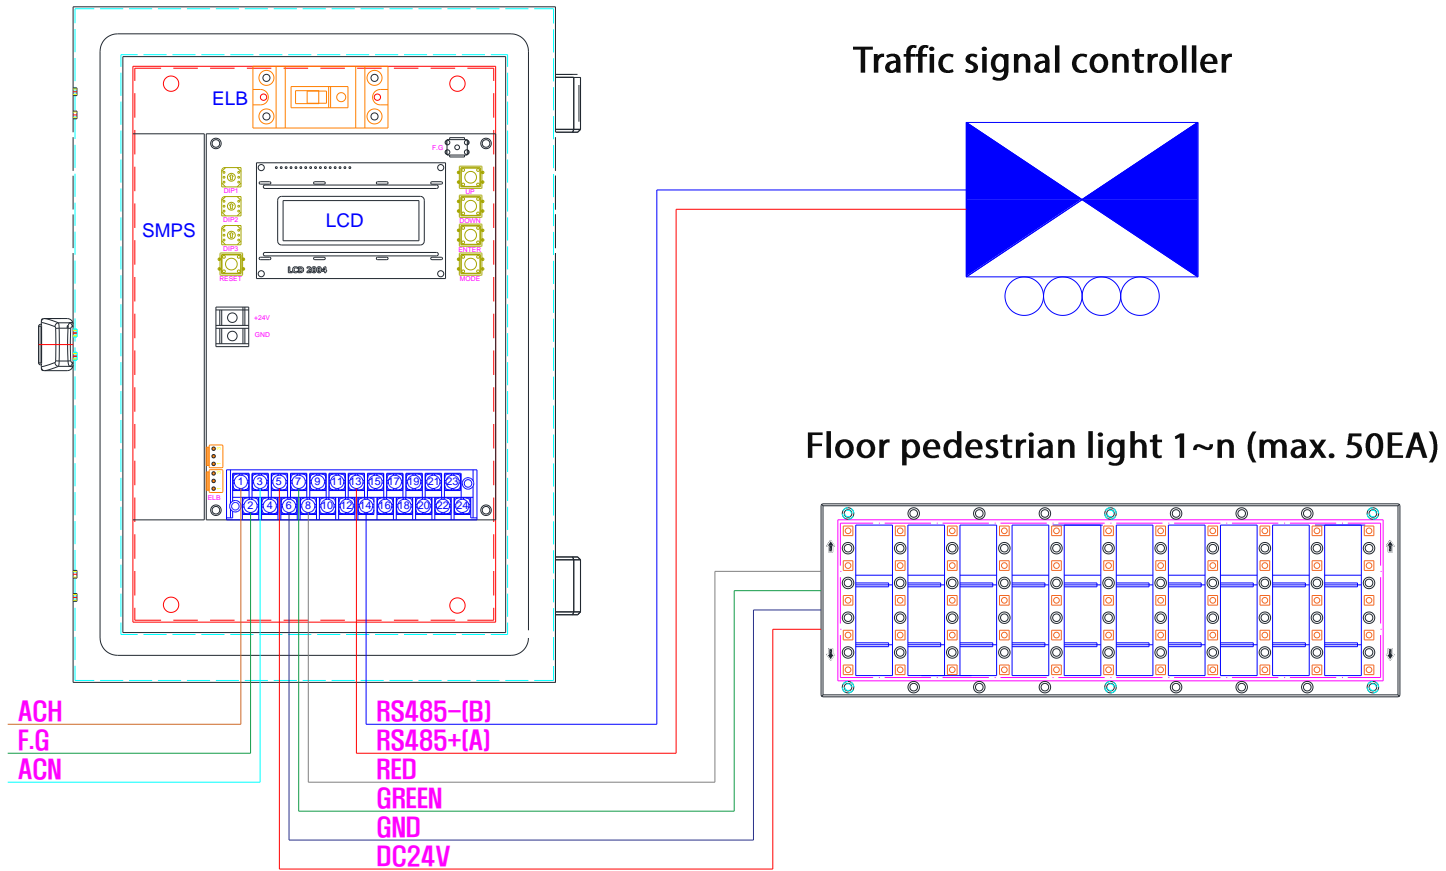 Traffic signal controller
ELB
F.G
DIP1
UP
DIP2
DOWN
SMPS
LCD
DIP3
ENTER
LCD 2004
RESET
MODE
+24V
GND
Floor pedestrian light 1~n (max. 50EA)
1 3 5 7 9 11 13 15 17 19 21 23
ELB
2 4 6 8 10 12 14 16 18 20 22 24
ACH
RS485-(B)
F.G
RS485+(A)
ACN
RED
GREEN
GND
DC24V